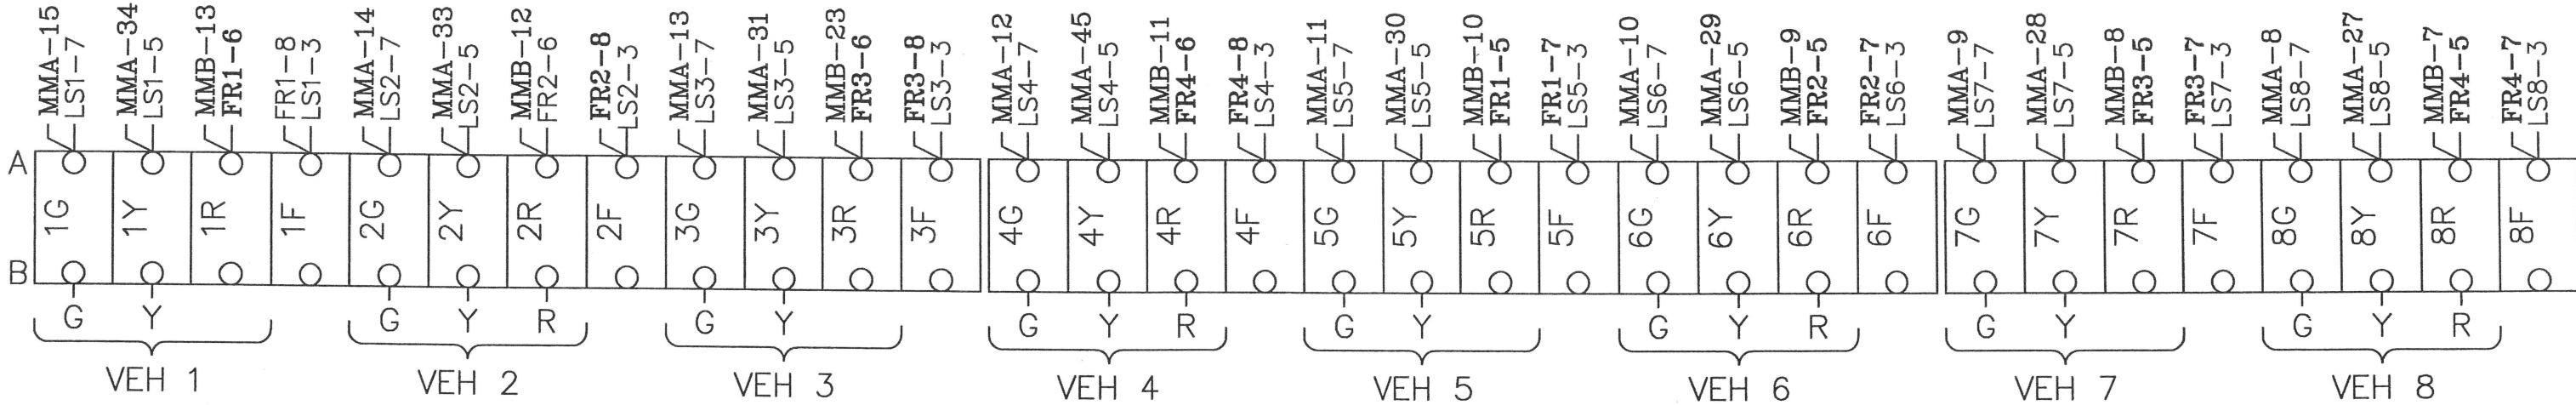 MMA-15 MMA-34 MMB-13 FR1-8 MMA-14 MMA-33 MMB-12 FR2-8 MMA-13 MMA-31 MMB-23 FR3-8 MMA-12 MMA-45 MMB-11 FR4-8 MMA-11 MMA-30 MMB-10 FR1-7 MMA-10 MMA-29 MMB-9 FR2-7 MMA-9 MMA-28 MMB-8 FR3-7 MMA-8 MMA-27 MMB-7 FR4-7
LS1-7 LS1-5 FR1-6 LS1-3 LS2-7 LS2-5 FR2-6 LS2-3 LS3-7 LS3-5 FR3-6 LS3-3 LS4-7 LS4-5 FR4-6 LS4-3 LS5-7 LS5-5 FR1-5 LS5-3 LS6-7 LS6-5 FR2-5 LS6-3 LS7-7 LS7-5 FR3-5 LS7-3 LS8-7 LS8-5 FR4-5 LS8-3
A
1G 1Y 1R 1F 2G 2Y 2R 2F 3G 3Y 3R 3F 4G 4Y 4R 4F 5G 5Y 5R 5F 6G 6Y 6R 6F 7G 7Y 7R 7F 8G 8Y 8R 8F
B
G Y G Y R G Y G Y R G Y G Y R G Y G Y R
VEH 1 VEH 2 VEH 3 VEH 4 VEH 5 VEH 6 VEH 7 VEH 8